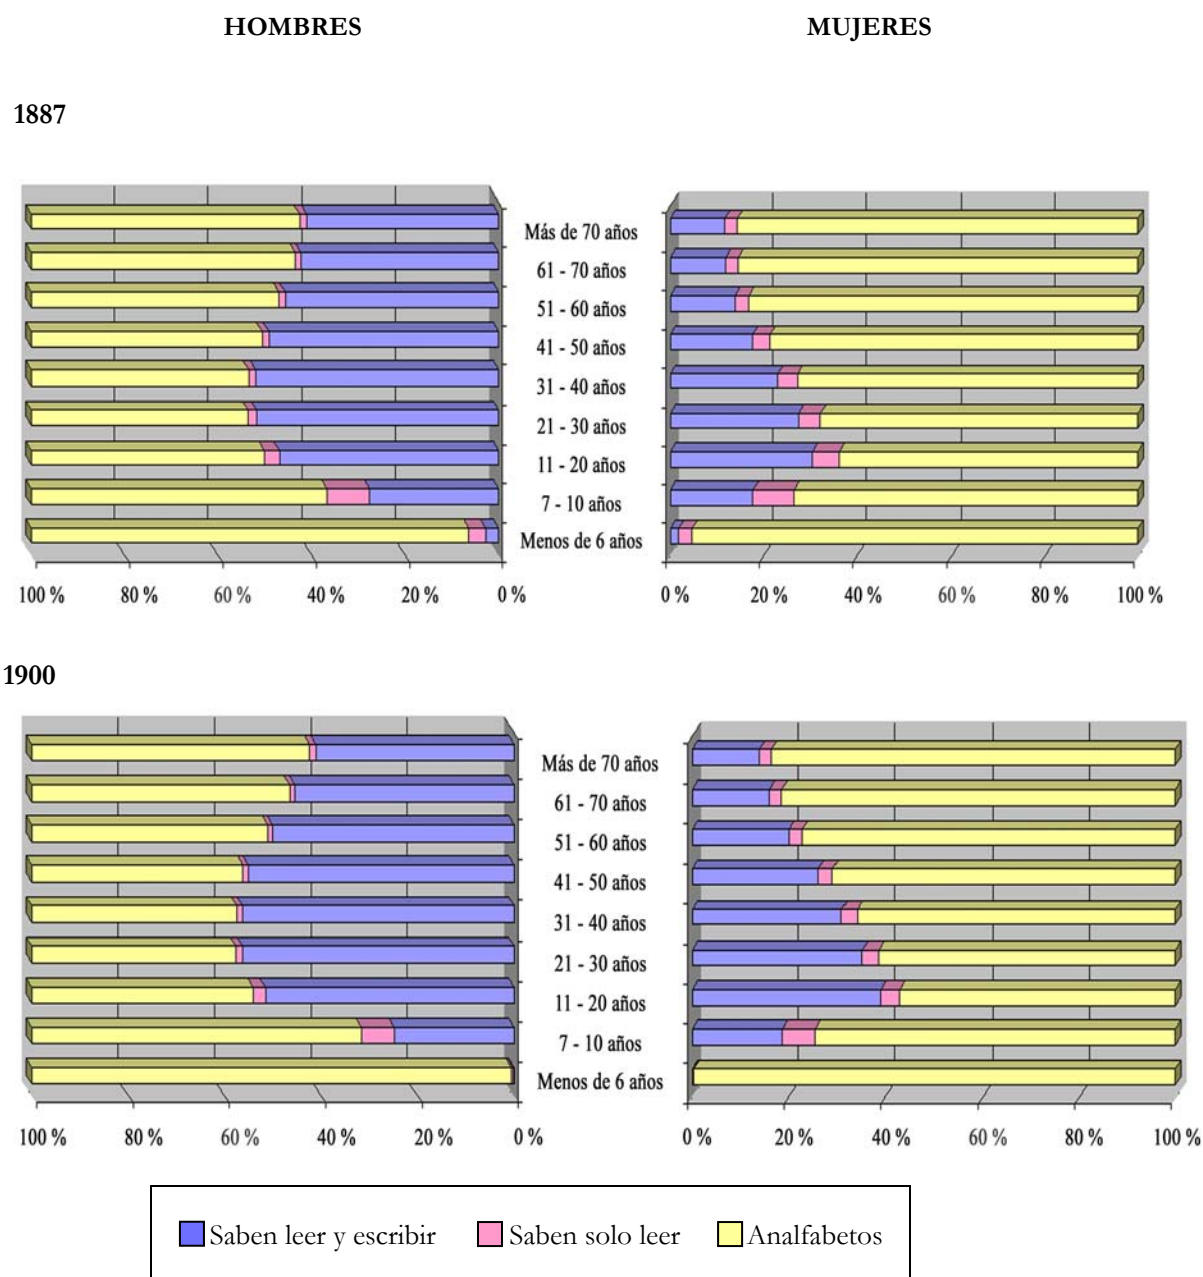 HOMBRES MUJERES
1887
Más de 70 años
61 - 70 años
51 - 60 años
41 - 50 años
31 - 40 años
21 - 30 años
11 - 20 años
7 - 10 años
Menos de 6 años
100 % 80 % 60 % 40 % 20 % 0 % 0 % 20 % 40 % 60 % 80 % 100 %
1900
Más de 70 años
61 - 70 años
51 - 60 años
41 - 50 años
31 - 40 años
21 - 30 años
11 - 20 años
7 - 10 años
Menos de 6 años
100 % 80 % 60 % 40 % 20 % 0 % 0 % 20 % 40 % 60 % 80 % 100 %
Saben leer y escribir Saben solo leer Analfabetos